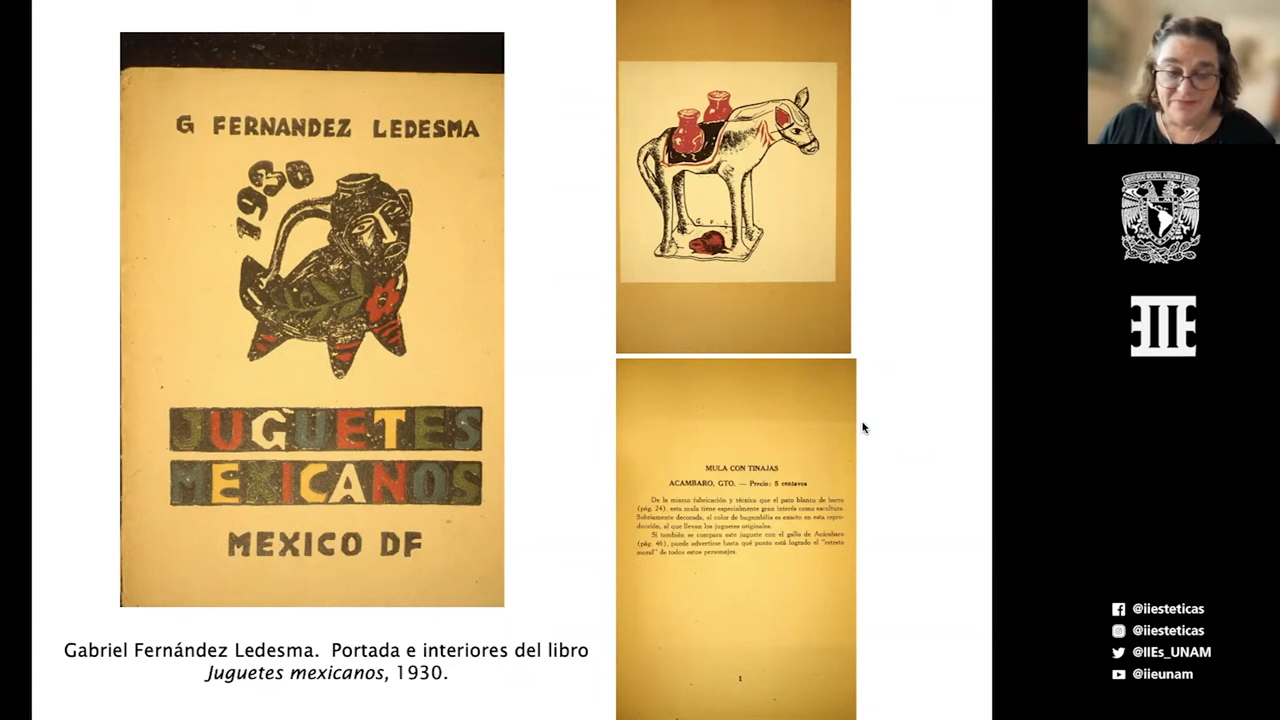 G FERNANDEZ LEDESMA
1930
JUGUETES
MEXICANOS
MEXICO DF
Gabriel Fernández Ledesma. Portada e interiores del libro
Juguetes mexicanos, 1930.
G F L
MULA CON TINAJAS
ACAMBARO, GTO. — Precio: 5 centavos
De la misma fabricación y técnica que el pato blanco de barro
(pág. 24), esta mula tiene especialmente gran interés como escultura.
Sobriamente decorada, el color de bugambilia es exacto en esta repro-
ducción, al que llevan los juguetes originales.
Si también se compara este juguete con el gallo de Acámbaro
(pág. 46), puede advertirse hasta qué punto está logrado el "retrato
moral" de todos estos personajes.
1
@iiesteticas
@iiesteticas
@IIEs_UNAM
@iieunam